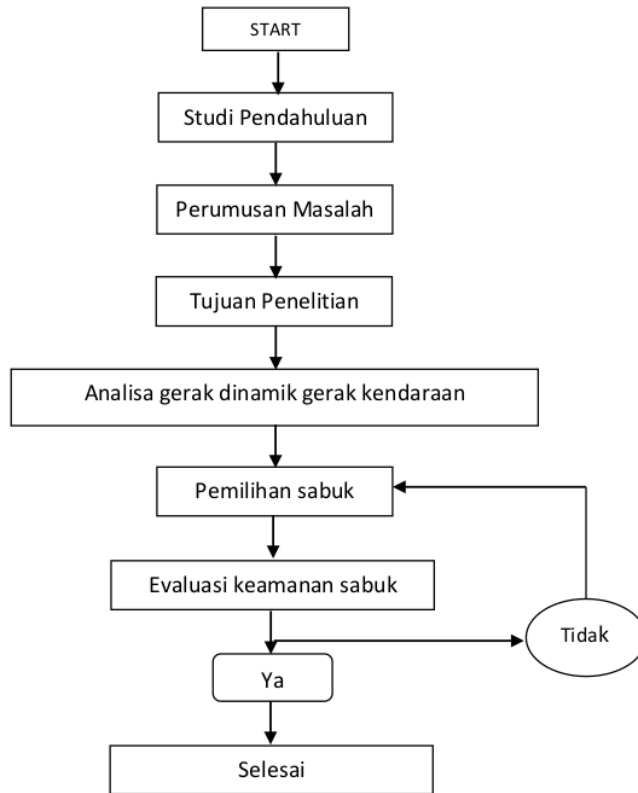 START
Studi Pendahuluan
Perumusan Masalah
Tujuan Penelitian
Analisa gerak dinamik gerak kendaraan
Pemilihan sabuk
Evaluasi keamanan sabuk
Tidak
Ya
Selesai